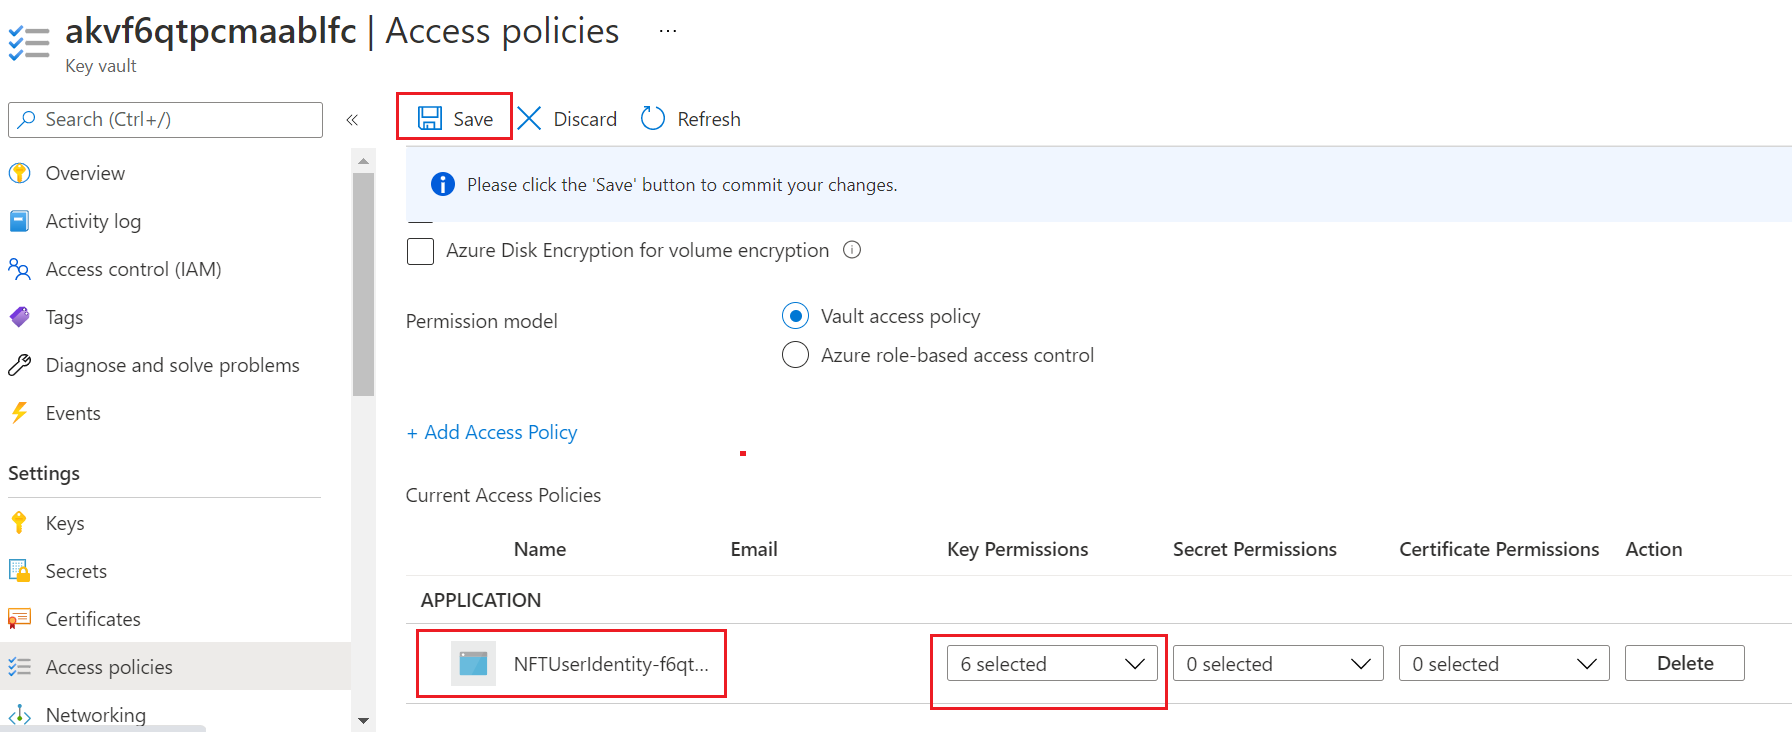 akvf6qtpcmaablfc | Access policies ...
Key vault
Search (Ctrl+/)
«
Overview
Activity log
Access control (IAM)
Tags
Diagnose and solve problems
Events
Settings
Keys
Secrets
Certificates
Access policies
Networking
Save Discard Refresh
Please click the 'Save' button to commit your changes.
Azure Disk Encryption for volume encryption
Permission model
Vault access policy
Azure role-based access control
+ Add Access Policy
Current Access Policies
Name Email Key Permissions Secret Permissions Certificate Permissions Action
APPLICATION
NFTUserIdentity-f6qt... 6 selected 0 selected 0 selected Delete